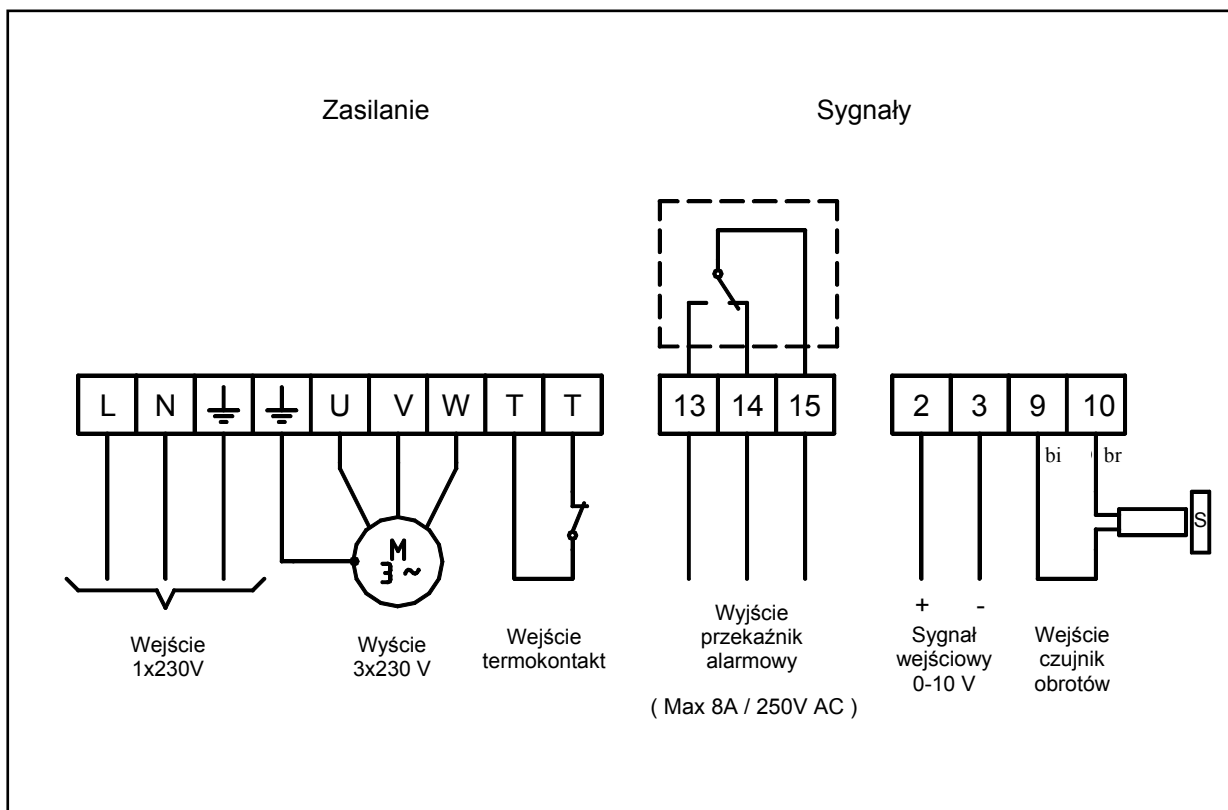 Zasilanie
Sygnały
L N U V W T T
13 14 15
2 3 9 10
bi br
S
M
3 ~
+ -
Wejście
1x230V
Wyście
3x230 V
Wejście
termokontakt
Wyjście
przekaźnik
alarmowy
( Max 8A / 250V AC )
Sygnał
wejściowy
0-10 V
Wejście
czujnik
obrotów